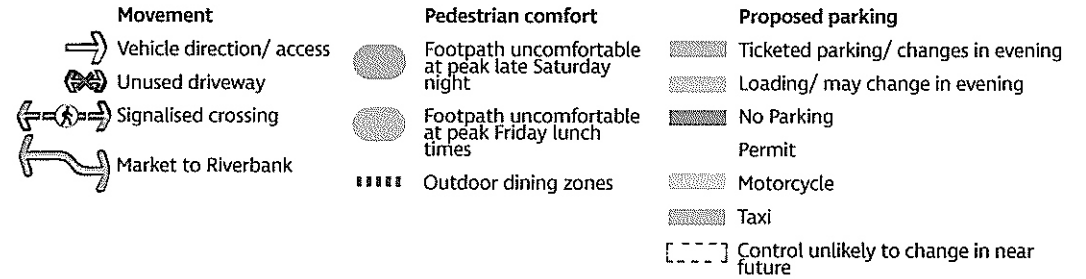 Movement
Vehicle direction/ access
Unused driveway
Signalised crossing
Market to Riverbank
Pedestrian comfort
Footpath uncomfortable
at peak late Saturday
night
Footpath uncomfortable
at peak Friday lunch
times
Outdoor dining zones
Proposed parking
Ticketed parking/ changes in evening
Loading/ may change in evening
No Parking
Permit
Motorcycle
Taxi
Control unlikely to change in near
future